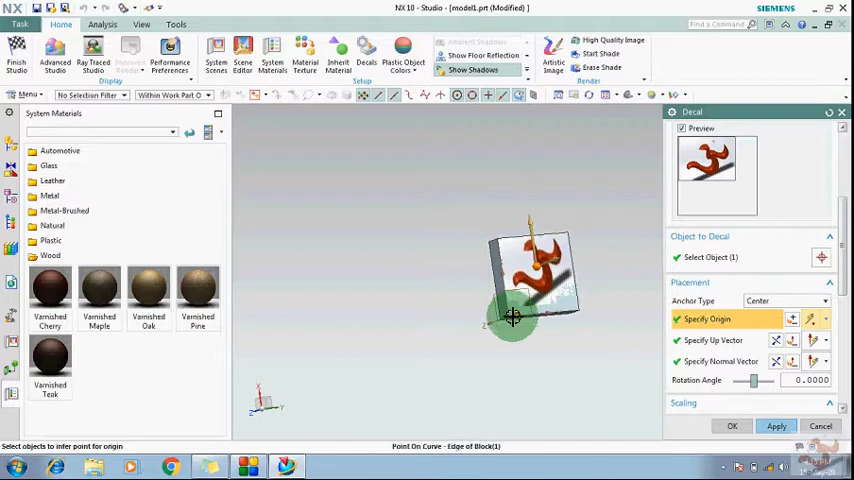 NX 10 - Studio - [model1.prt (Modified) ]
SIEMENS
Task
Home
Analysis
View
Tools
Find a Command
Finish Studio
Advanced Studio
Ray Traced Studio
Improve Render
Performance Preferences
System Scenes
Scene Editor
System Materials
Material Texture
Inherit Material
Decals
Plastic Object Colors
Ambient Shadows
Show Floor Reflection
Show Shadows
Artistic Image
High Quality Image
Start Shade
Erase Shade
Display
Setup
Render
Menu
No Selection Filter
Within Work Part O
System Materials
Automotive
Glass
Leather
Metal
Metal-Brushed
Natural
Plastic
Wood
Varnished Cherry
Varnished Maple
Varnished Oak
Varnished Pine
Varnished Teak
Z
X
Y
Z
Decal
Preview
Object to Decal
Select Object (1)
Placement
Anchor Type
Center
Specify Origin
Specify Up Vector
Specify Normal Vector
Rotation Angle
0.0000
Scaling
OK
Apply
Cancel
Select objects to infer point for origin
Point On Curve - Edge of Block(1)